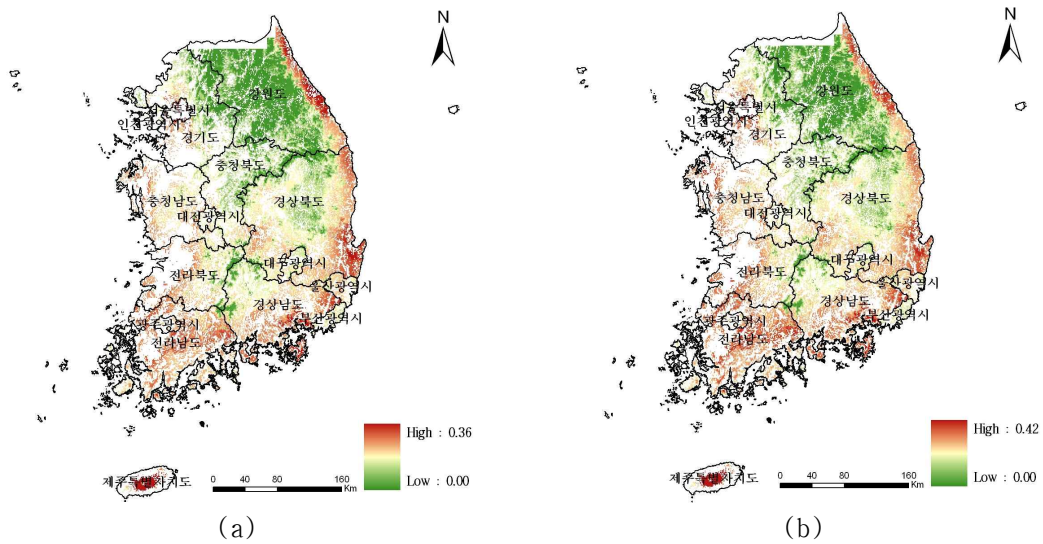 N
강원도
서울특별시
인천광역시
경기도
충청북도
충청남도
대전광역시
경상북도
대구광역시
전라북도
울산광역시
경상남도
부산광역시
광주광역시
전라남도
제주특별자치도
High : 0.36
Low : 0.00
0 40 80 160
Km
(a)
N
강원도
서울특별시
인천광역시
경기도
충청북도
충청남도
대전광역시
경상북도
대구광역시
전라북도
울산광역시
경상남도
부산광역시
광주광역시
전라남도
제주특별자치도
High : 0.42
Low : 0.00
0 40 80 160
Km
(b)